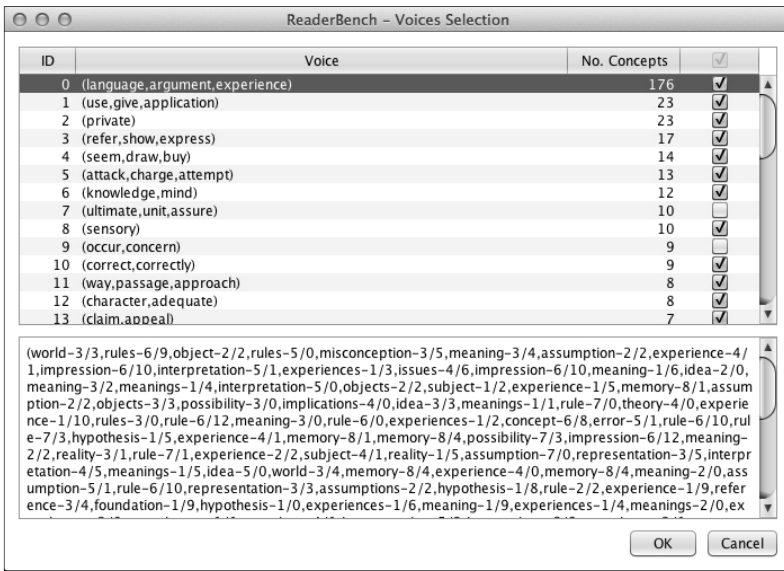 ReaderBench – Voices Selection
ID Voice No. Concepts
0 (language,argument,experience) 176
1 (use,give,application) 23
2 (private) 23
3 (refer,show,express) 17
4 (seem,draw,buy) 14
5 (attack,charge,attempt) 13
6 (knowledge,mind) 12
7 (ultimate,unit,assure) 10
8 (sensory) 10
9 (occur,concern) 9
10 (correct,correctly) 9
11 (way,passage,approach) 8
12 (character,adequate) 8
13 (claim,appeal) 7
(world-3/3,rules-6/9,object-2/2,rules-5/0,misconception-3/5,meaning-3/4,assumption-2/2,experience-4/
1,impression-6/10,interpretation-5/1,experiences-1/3,issues-4/6,impression-6/10,meaning-1/6,idea-2/0,
meaning-3/2,meanings-1/4,interpretation-5/0,objects-2/2,subject-1/2,experience-1/5,memory-8/1,assum
ption-2/2,objects-3/3,possibility-3/0,implications-4/0,idea-3/3,meanings-1/1,rule-7/0,theory-4/0,experie
nce-1/10,rules-3/0,rule-6/12,meaning-3/0,rule-6/0,experiences-1/2,concept-6/8,error-5/1,rule-6/10,rul
e-7/3,hypothesis-1/5,experience-4/1,memory-8/1,memory-8/4,possibility-7/3,impression-6/12,meaning-
2/2,reality-3/1,rule-7/1,experience-2/2,subject-4/1,reality-1/5,assumption-7/0,representation-3/5,interpr
etation-4/5,meanings-1/5,idea-5/0,world-3/4,memory-8/4,experience-4/0,memory-8/4,meaning-2/0,ass
umption-5/1,rule-6/10,representation-3/3,assumptions-2/2,hypothesis-1/8,rule-2/2,experience-1/9,refer
ence-3/4,foundation-1/9,hypothesis-1/0,experiences-1/6,meaning-1/9,experiences-1/4,meanings-2/0,ex
OK Cancel